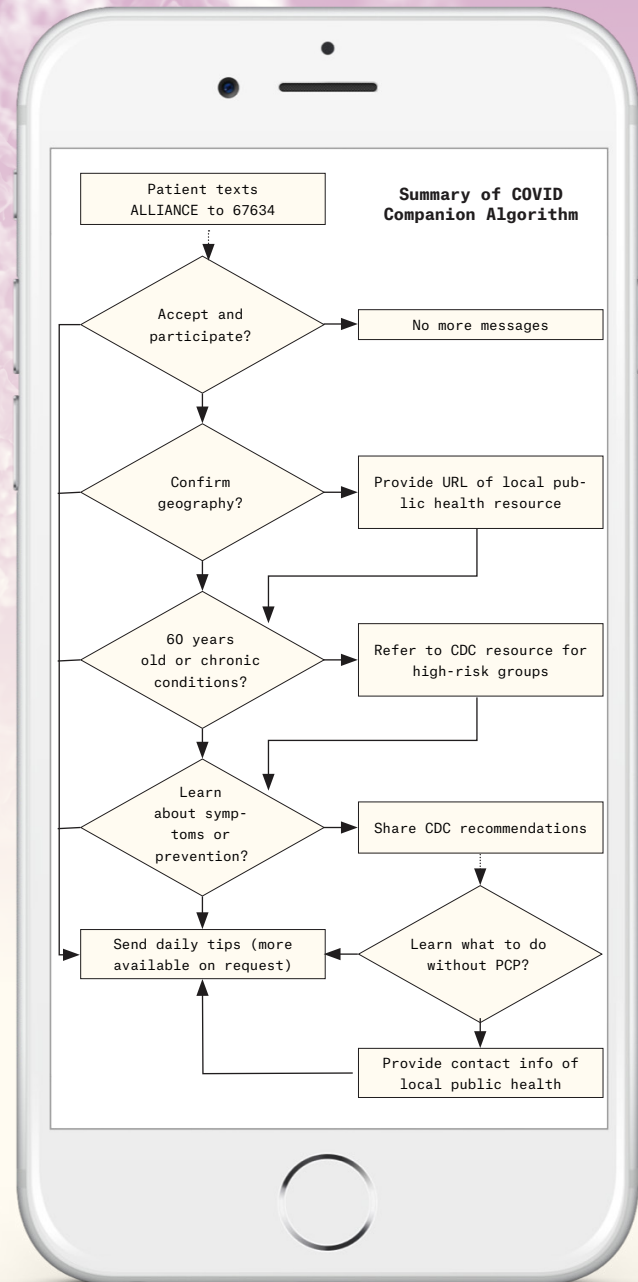 Patient texts
ALLIANCE to 67634
Summary of COVID
Companion Algorithm
Accept and
participate?
No more messages
Confirm
geography?
Provide URL of local pub-
lic health resource
60 years
old or chronic
conditions?
Refer to CDC resource for
high-risk groups
Learn
about symp-
toms or
prevention?
Share CDC recommendations
Send daily tips (more
available on request)
Learn what to do
without PCP?
Provide contact info of
local public health